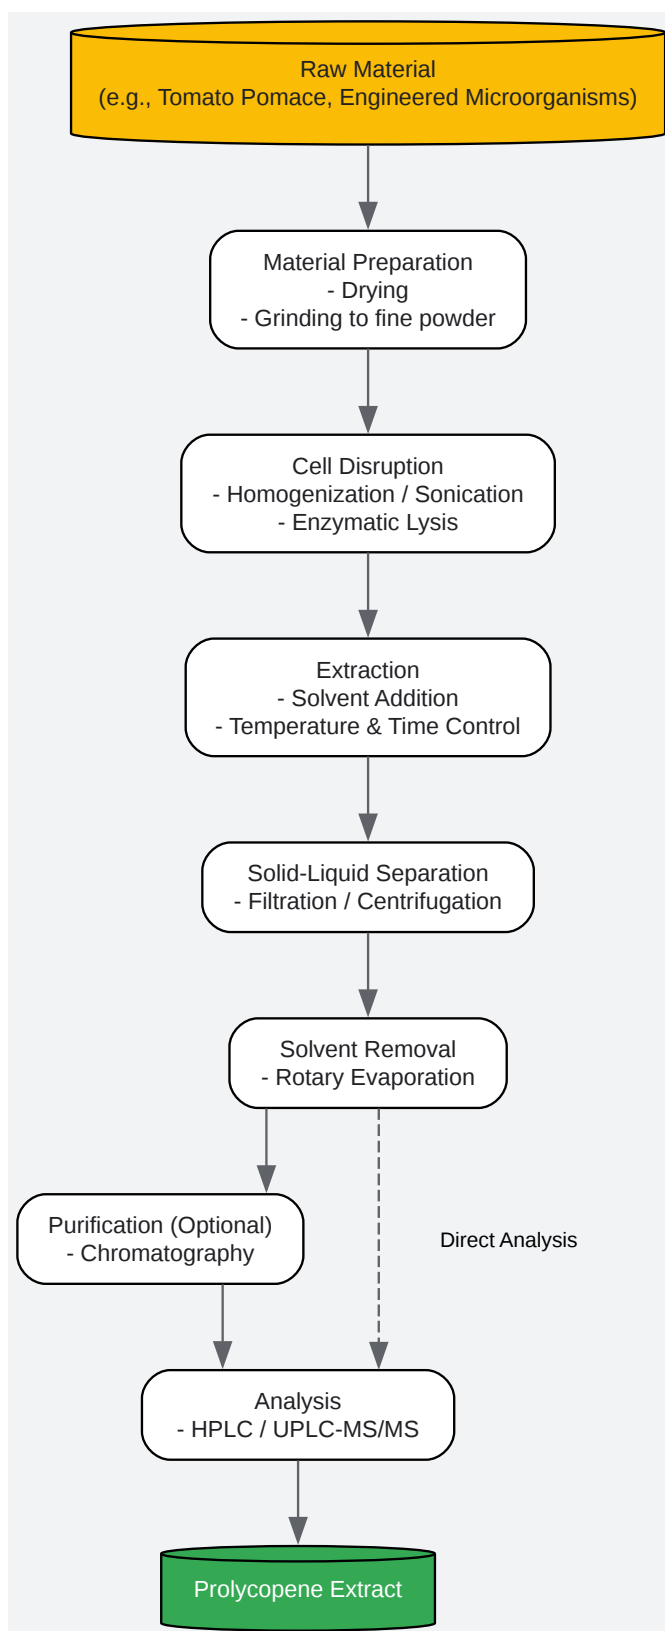 Raw Material
(e.g., Tomato Pomace, Engineered Microorganisms)
Material Preparation
- Drying
- Grinding to fine powder
Cell Disruption
- Homogenization / Sonication
- Enzymatic Lysis
Extraction
- Solvent Addition
- Temperature & Time Control
Solid-Liquid Separation
- Filtration / Centrifugation
Solvent Removal
- Rotary Evaporation
Purification (Optional)
- Chromatography
Direct Analysis
Analysis
- HPLC / UPLC-MS/MS
Prolycopene Extract